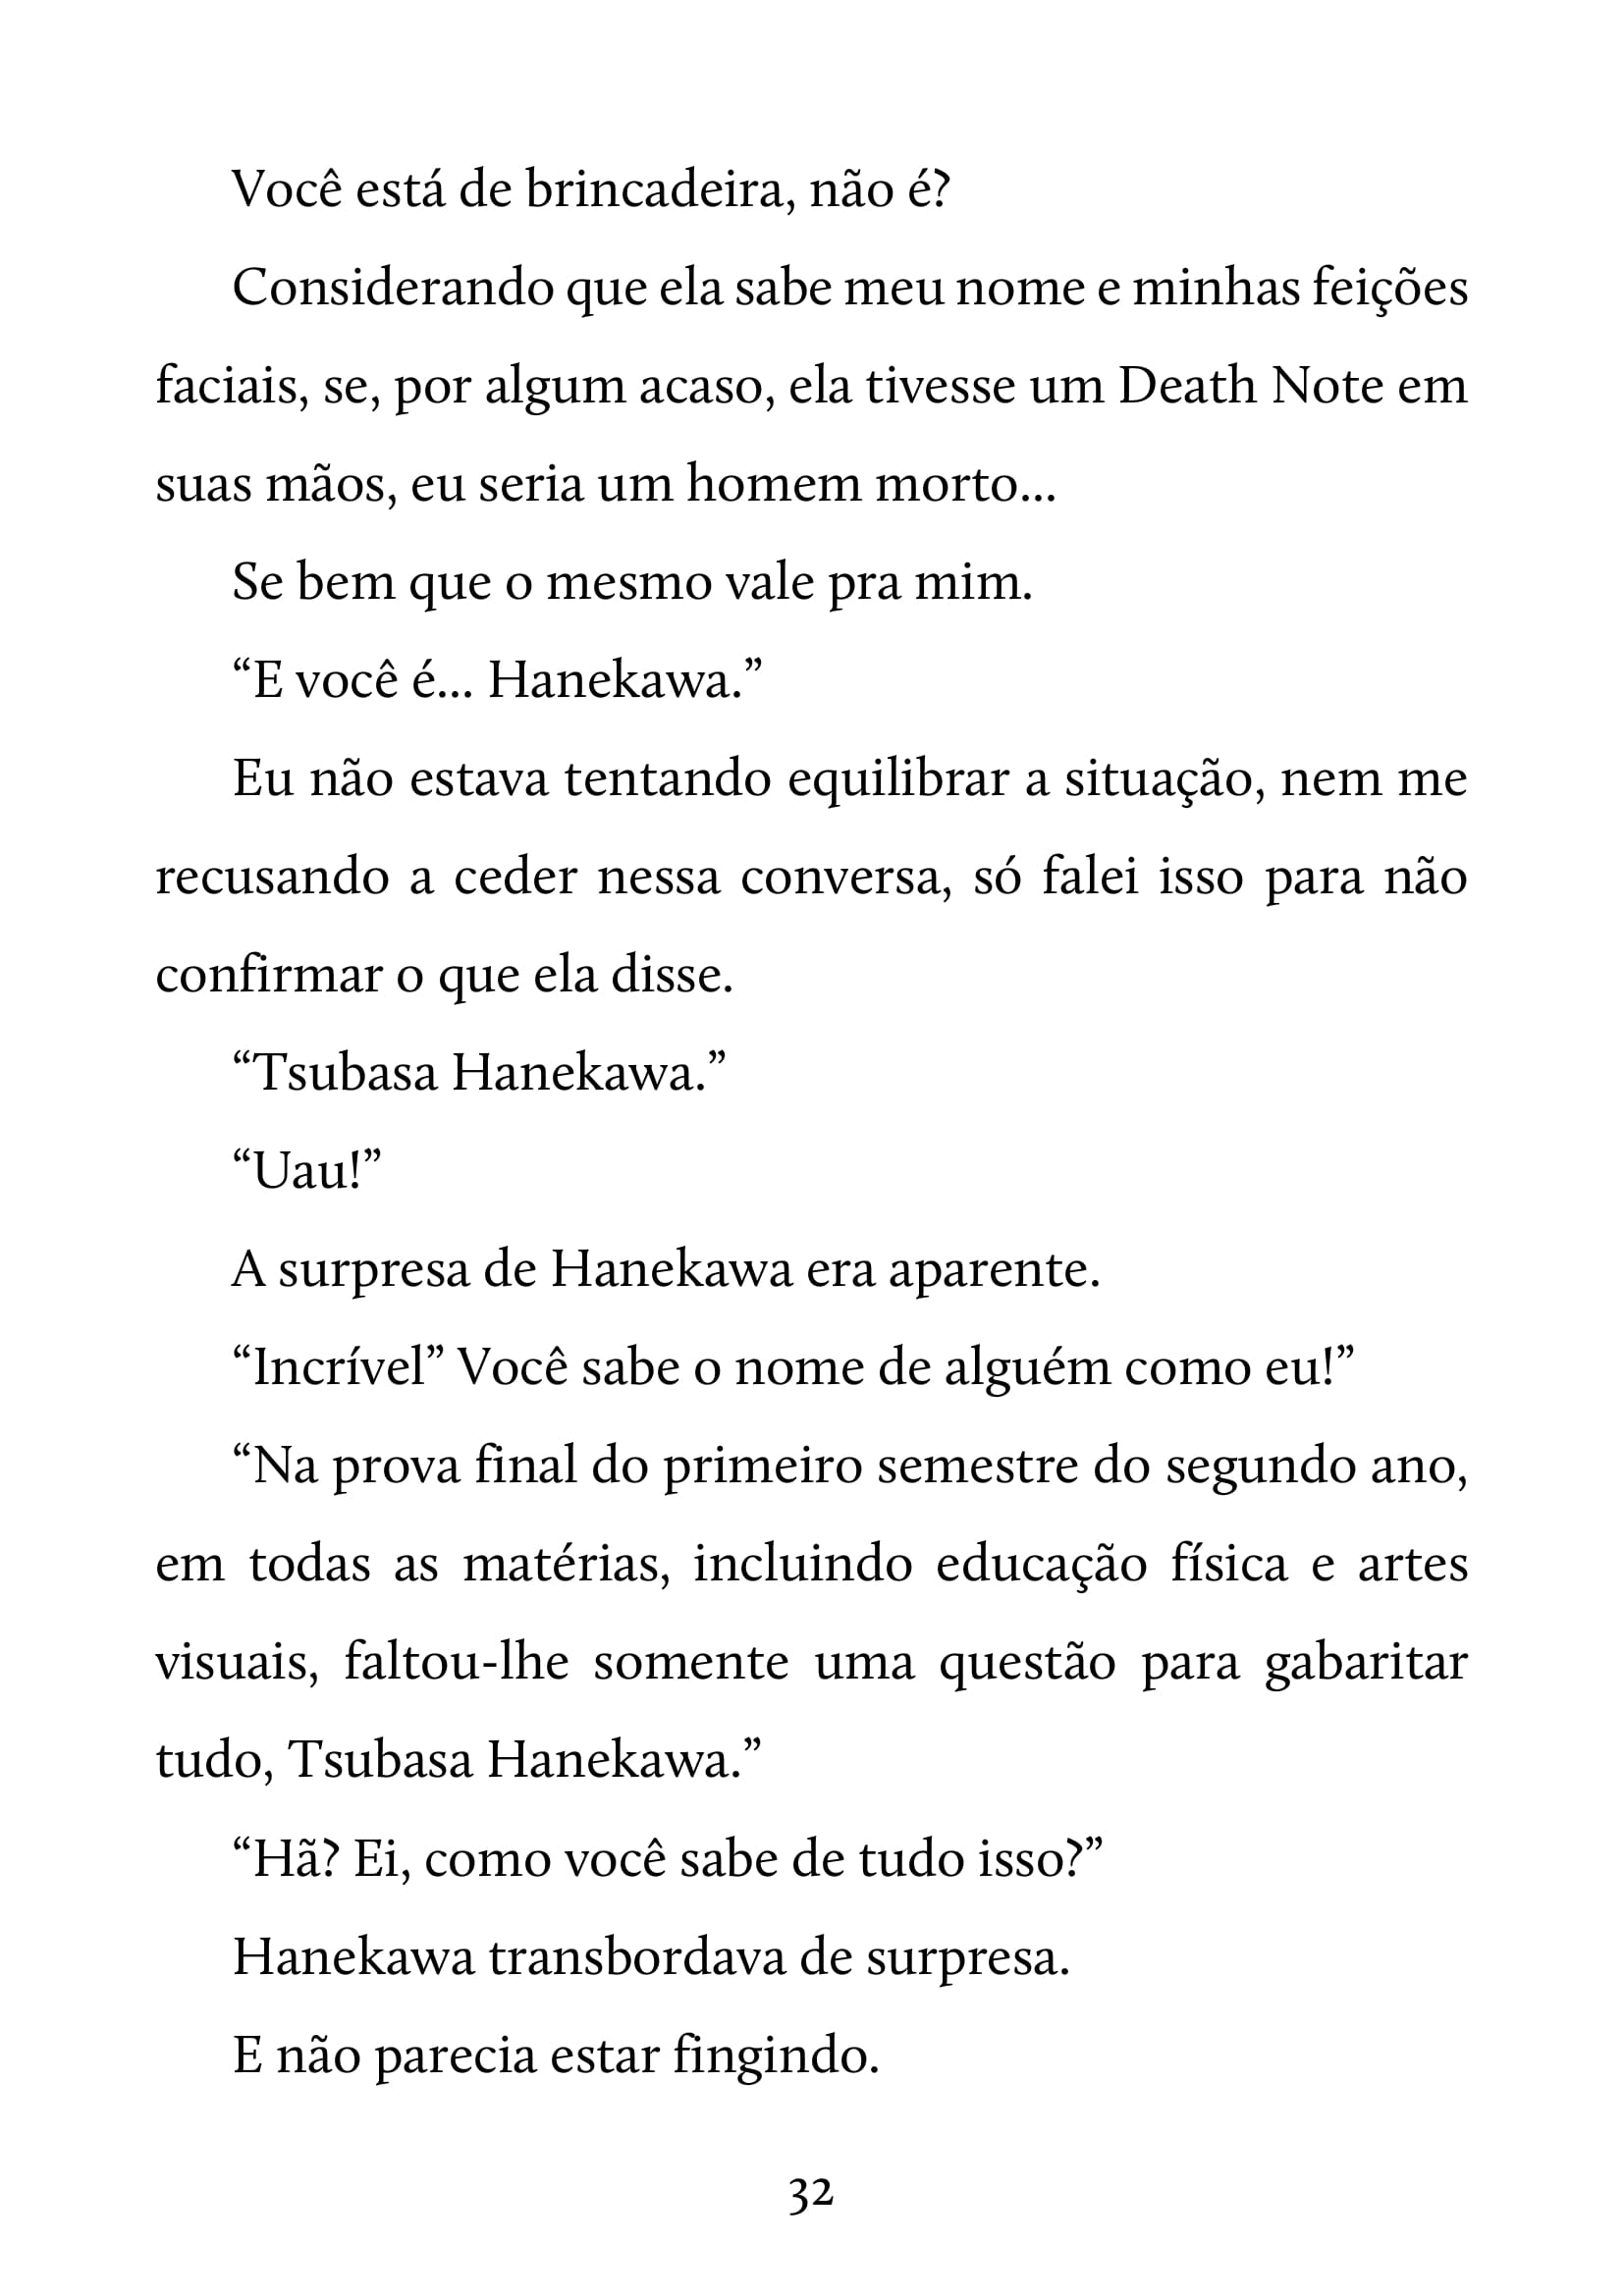 Você está de brincadeira, não é?
Considerando que ela sabe meu nome e minhas feições
faciais, se, por algum acaso, ela tivesse um Death Note em
suas mãos, eu seria um homem morto...
Se bem que o mesmo vale pra mim.
“E você é... Hanekawa.”
Eu não estava tentando equilibrar a situação, nem me
recusando a ceder nessa conversa, só falei isso para não
confirmar o que ela disse.
“Tsubasa Hanekawa.”
“Uau!”
A surpresa de Hanekawa era aparente.
“Incrível” Você sabe o nome de alguém como eu!”
“Na prova final do primeiro semestre do segundo ano,
em todas as matérias, incluindo educação física e artes
visuais, faltou-lhe somente uma questão para gabaritar
tudo, Tsubasa Hanekawa.”
“Hã? Ei, como você sabe de tudo isso?”
Hanekawa transbordava de surpresa.
E não parecia estar fingindo.
32